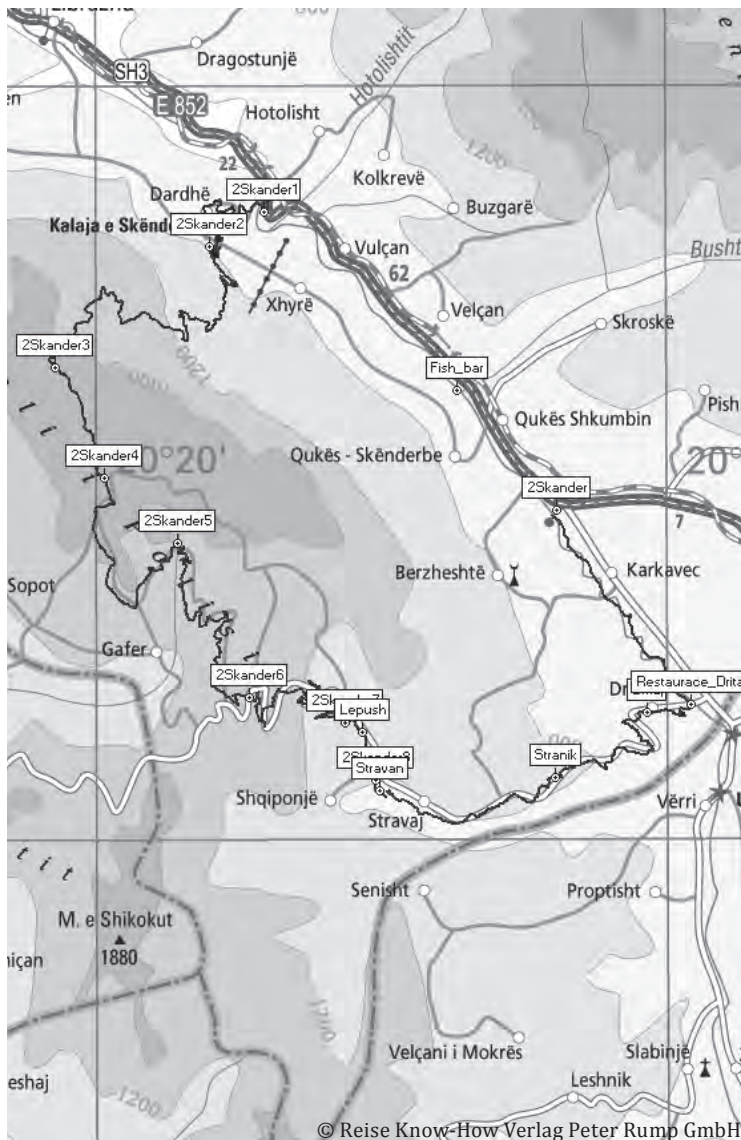 Dragostunjë
SH3
E 852
Hotolisht
Hotolishtit
22
Kolkrevë
1200
Dardhë
2Skander1
Buzgarë
Kalaja e Skënd
2Skander2
Vulçan
62
Busht
Xhyrë
Velçan
Skroskë
2Skander3
1200
Fish_bar
Pish
Qukës Shkumbin
2Skander4
20'
Qukës - Skënderbe
20°
2Skander
2Skander5
7
Berzheshtë
Karkavec
Sopot
Gafer
2Skander6
Restaurace_Drita
Lepush
Stranik
Stravan
Shqiponjë
Stravaj
Vërri
Senisht
Proptisht
M. e Shikokut
1880
Velçani i Mokrës
Slabinjë
eshaj
Leshnik
1200
© Reise Know-How Verlag Peter Rump GmbH